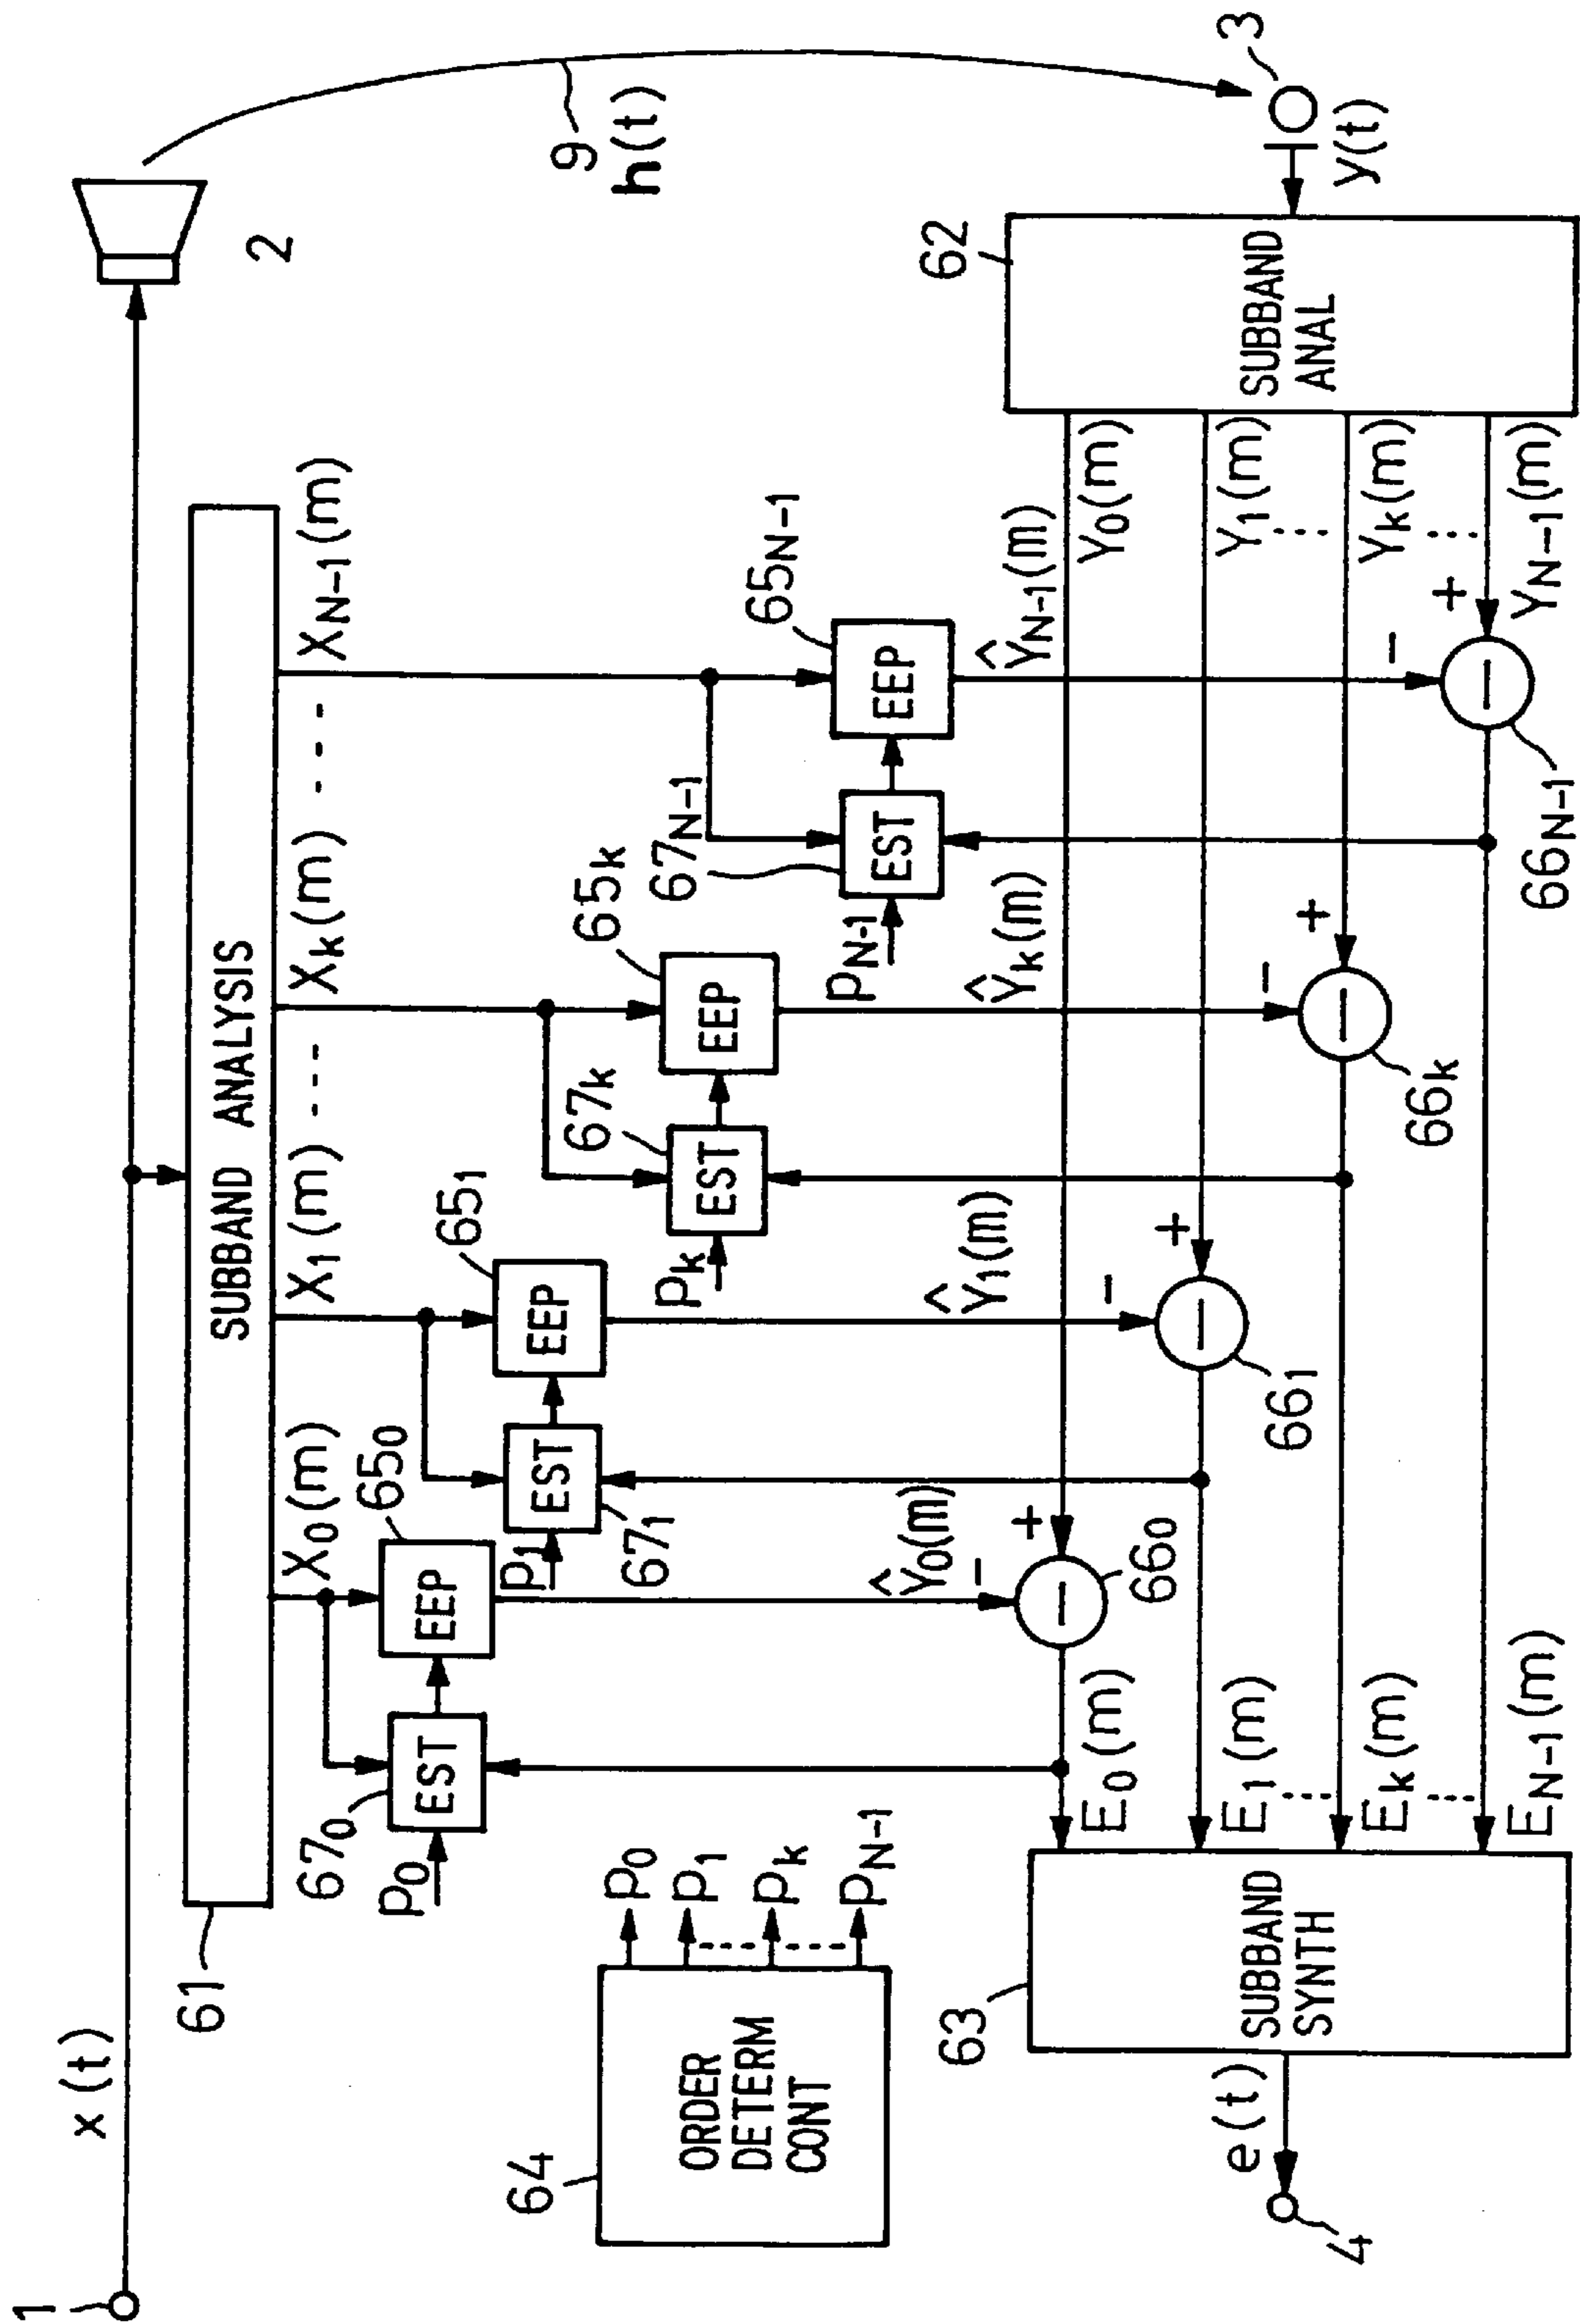 1
x(t)
2
9
h(t)
3
y(t)
61
SUBBAND ANALYSIS
X0(m)
X1(m)
Xk(m)
XN-1(m)
670
p0
EST
EEP
650
p1
EST
671
EEP
651
pk
EST
67k
EEP
65k
pN-1
EST
67N-1
EEP
65N-1
64
ORDER
DETERM
CONT
p0
p1
pk
pN-1
Ŷ0(m)
Ŷ1(m)
Ŷk(m)
ŶN-1(m)
62
SUBBAND
ANAL
Y0(m)
Y1(m)
Yk(m)
YN-1(m)
+
−
−
660
+
−
−
661
+
−
−
66k
+
−
−
66N-1
E0(m)
E1(m)
Ek(m)
EN-1(m)
63
SUBBAND
SYNTH
e(t)
4